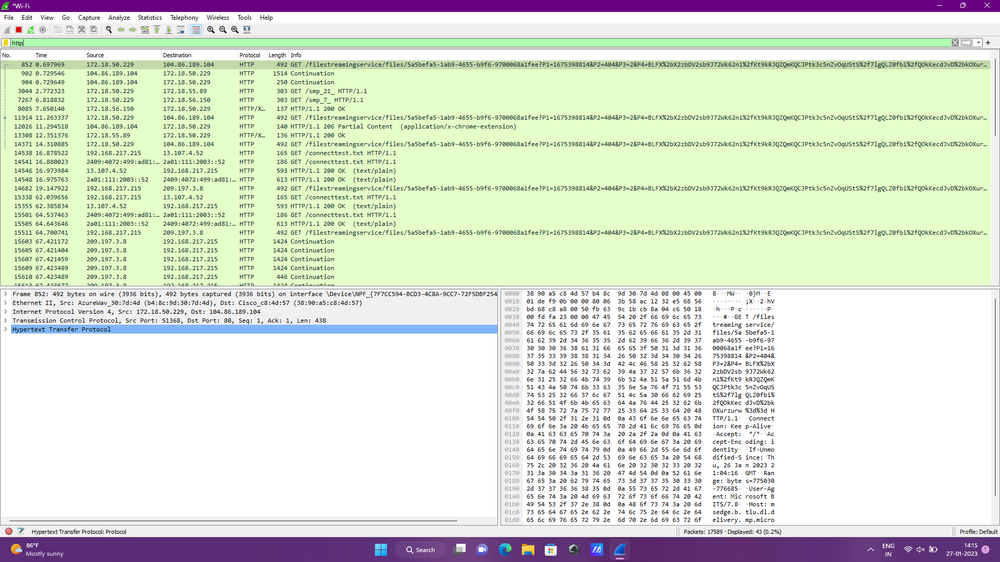 *Wi-Fi
File Edit View Go Capture Analyze Statistics Telephony Wireless Tools Help
http
No. Time Source Destination Protocol Length Info
852 0.697969 172.18.50.229 104.86.189.104 HTTP 492 GET /filestreamingservice/files/5a5befa5-1ab9-4655-b9f6-9700068a1fee?P1=1675398814&P2=404&P3=2&P4=BLFX%2bX2zbDV2sb9J72Wk62n1%2fKt9kRJQZQmKQCJPtk3c5nZvOqUStS%2f7lgQLZ0fbi%2fQOkKecdJvD%2bkOXur…
902 0.729546 104.86.189.104 172.18.50.229 HTTP 1514 Continuation
904 0.729649 104.86.189.104 172.18.50.229 HTTP 250 Continuation
3044 2.772323 172.18.50.229 172.18.55.89 HTTP 303 GET /smp_21_ HTTP/1.1
7267 6.818832 172.18.50.229 172.18.56.150 HTTP 303 GET /smp_7_ HTTP/1.1
8085 7.650140 172.18.56.150 172.18.50.229 HTTP/X… 137 HTTP/1.1 200 OK
11914 11.263337 172.18.50.229 104.86.189.104 HTTP 492 GET /filestreamingservice/files/5a5befa5-1ab9-4655-b9f6-9700068a1fee?P1=1675398814&P2=404&P3=2&P4=BLFX%2bX2zbDV2sb9J72Wk62n1%2fKt9kRJQZQmKQCJPtk3c5nZvOqUStS%2f7lgQLZ0fbi%2fQOkKecdJvD%2bkOXur…
12026 11.294518 104.86.189.104 172.18.50.229 HTTP 140 HTTP/1.1 206 Partial Content (application/x-chrome-extension)
13308 12.351376 172.18.55.89 172.18.50.229 HTTP/X… 136 HTTP/1.1 200 OK
14371 14.310885 172.18.50.229 104.86.189.104 HTTP 492 GET /filestreamingservice/files/5a5befa5-1ab9-4655-b9f6-9700068a1fee?P1=1675398814&P2=404&P3=2&P4=BLFX%2bX2zbDV2sb9J72Wk62n1%2fKt9kRJQZQmKQCJPtk3c5nZvOqUStS%2f7lgQLZ0fbi%2fQOkKecdJvD%2bkOXur…
14538 16.878522 192.168.217.215 13.107.4.52 HTTP 165 GET /connecttest.txt HTTP/1.1
14541 16.880023 2409:4072:499:ad81:… 2a01:111:2003::52 HTTP 186 GET /connecttest.txt HTTP/1.1
14546 16.973984 13.107.4.52 192.168.217.215 HTTP 593 HTTP/1.1 200 OK (text/plain)
14548 16.975763 2a01:111:2003::52 2409:4072:499:ad81:… HTTP 613 HTTP/1.1 200 OK (text/plain)
14682 19.147922 192.168.217.215 209.197.3.8 HTTP 492 GET /filestreamingservice/files/5a5befa5-1ab9-4655-b9f6-9700068a1fee?P1=1675398814&P2=404&P3=2&P4=BLFX%2bX2zbDV2sb9J72Wk62n1%2fKt9kRJQZQmKQCJPtk3c5nZvOqUStS%2f7lgQLZ0fbi%2fQOkKecdJvD%2bkOXur…
15338 62.039656 192.168.217.215 13.107.4.52 HTTP 165 GET /connecttest.txt HTTP/1.1
15355 62.385834 13.107.4.52 192.168.217.215 HTTP 593 HTTP/1.1 200 OK (text/plain)
15501 64.537463 2409:4072:499:ad81:… 2a01:111:2003::52 HTTP 186 GET /connecttest.txt HTTP/1.1
15505 64.643646 2a01:111:2003::52 2409:4072:499:ad81:… HTTP 613 HTTP/1.1 200 OK (text/plain)
15511 64.700741 192.168.217.215 209.197.3.8 HTTP 492 GET /filestreamingservice/files/5a5befa5-1ab9-4655-b9f6-9700068a1fee?P1=1675398814&P2=404&P3=2&P4=BLFX%2bX2zbDV2sb9J72Wk62n1%2fKt9kRJQZQmKQCJPtk3c5nZvOqUStS%2f7lgQLZ0fbi%2fQOkKecdJvD%2bkOXur…
15603 67.421172 209.197.3.8 192.168.217.215 HTTP 1424 Continuation
15605 67.421404 209.197.3.8 192.168.217.215 HTTP 1424 Continuation
15607 67.421459 209.197.3.8 192.168.217.215 HTTP 1424 Continuation
15609 67.423489 209.197.3.8 192.168.217.215 HTTP 1424 Continuation
15610 67.423489 209.197.3.8 192.168.217.215 HTTP 446 Continuation
15613 67.423677 209.197.3.8 192.168.217.215 HTTP 1424 Continuation
Frame 852: 492 bytes on wire (3936 bits), 492 bytes captured (3936 bits) on interface \Device\NPF_{7F7CC594-BCD3-4C8A-9CC7-72F5DBF254
Ethernet II, Src: AzureWav_30:7d:4d (b4:8c:9d:30:7d:4d), Dst: Cisco_c8:4d:57 (38:90:a5:c8:4d:57)
Internet Protocol Version 4, Src: 172.18.50.229, Dst: 104.86.189.104
Transmission Control Protocol, Src Port: 51368, Dst Port: 80, Seq: 1, Ack: 1, Len: 438
Hypertext Transfer Protocol
0000 38 90 a5 c8 4d 57 b4 8c 9d 30 7d 4d 08 00 45 00 8···MW·· ·0}M··E·
0010 01 de f9 0b 00 00 80 06 3b 58 ac 12 32 e5 68 56 ········ ;X··2·hV
0020 bd 68 c8 a8 00 50 fb 63 9c 1b cb 8a 04 c6 50 18 ·h···P·c ······P·
0030 00 fd fa 23 00 00 47 45 54 20 2f 66 69 6c 65 73 ···#··GE T /files
0040 74 72 65 61 6d 69 6e 67 73 65 72 76 69 63 65 2f treaming service/
0050 66 69 6c 65 73 2f 35 61 35 62 65 66 61 35 2d 31 files/5a 5befa5-1
0060 61 62 39 2d 34 36 35 35 2d 62 39 66 36 2d 39 37 ab9-4655 -b9f6-97
0070 30 30 30 36 38 61 31 66 65 65 3f 50 31 3d 31 36 00068a1f ee?P1=16
0080 37 35 33 39 38 38 31 34 26 50 32 3d 34 30 34 26 75398814 &P2=404&
0090 50 33 3d 32 26 50 34 3d 42 4c 46 58 25 32 62 58 P3=2&P4= BLFX%2bX
00a0 32 7a 62 44 56 32 73 62 39 4a 37 32 57 6b 36 32 2zbDV2sb 9J72Wk62
00b0 6e 31 25 32 66 4b 74 39 6b 52 4a 51 5a 51 6d 4b n1%2fKt9 kRJQZQmK
00c0 51 43 4a 50 74 6b 33 63 35 6e 5a 76 4f 71 55 53 QCJPtk3c 5nZvOqUS
00d0 74 53 25 32 66 37 6c 67 51 4c 5a 30 66 62 69 25 tS%2f7lg QLZ0fbi%
00e0 32 66 51 4f 6b 4b 65 63 64 4a 76 44 25 32 62 6b 2fQOkKec dJvD%2bk
00f0 4f 58 75 72 7a 75 72 77 25 33 64 25 33 64 20 48 OXurzurw %3d%3d H
0100 54 54 50 2f 31 2e 31 0d 0a 43 6f 6e 6e 65 63 74 TTP/1.1· ·Connect
0110 69 6f 6e 3a 20 4b 65 65 70 2d 41 6c 69 76 65 0d ion: Kee p-Alive·
0120 0a 41 63 63 65 70 74 3a 20 2a 2f 2a 0d 0a 41 63 ·Accept: */*··Ac
0130 63 65 70 74 2d 45 6e 63 6f 64 69 6e 67 3a 20 69 cept-Enc oding: i
0140 64 65 6e 74 69 74 79 0d 0a 49 66 2d 55 6e 6d 6f dentity· ·If-Unmo
0150 64 69 66 69 65 64 2d 53 69 6e 63 65 3a 20 54 68 dified-S ince: Th
0160 75 2c 20 32 36 20 4a 61 6e 20 32 30 32 33 20 32 u, 26 Ja n 2023 2
0170 31 3a 30 34 3a 31 36 20 47 4d 54 0d 0a 52 61 6e 1:04:16 GMT··Ran
0180 67 65 3a 20 62 79 74 65 73 3d 37 37 35 30 33 30 ge: byte s=775030
0190 2d 37 37 36 36 38 35 0d 0a 55 73 65 72 2d 41 67 -776685· ·User-Ag
01a0 65 6e 74 3a 20 4d 69 63 72 6f 73 6f 66 74 20 42 ent: Mic rosoft B
01b0 49 54 53 2f 37 2e 38 0d 0a 48 6f 73 74 3a 20 6d ITS/7.8· ·Host: m
01c0 73 65 64 67 65 2e 62 2e 74 6c 75 2e 64 6c 2e 64 sedge.b. tlu.dl.d
01d0 65 6c 69 76 65 72 79 2e 6d 70 2e 6d 69 63 72 6f elivery. mp.micro
Hypertext Transfer Protocol: Protocol
Packets: 17589 · Displayed: 43 (0.2%)
Profile: Default
86°F
Mostly sunny
Search
ENG
IN
14:15
27-01-2023
1